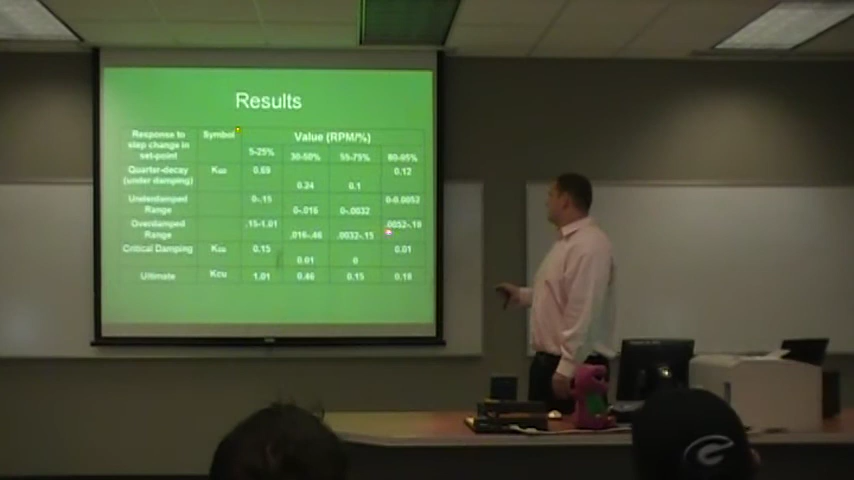 Results
Response to step change in set-point Symbol Value (RPM/%)
5-25% 30-50% 55-75% 80-95%
Quarter-decay (under damping) 0.69 0.24 0.1 0.12
Underdamped Range 0-.15 0-.016 0-.0032 0-0.0052
Overdamped Range .15-1.01 .016-.46 .0032-.15 .0052-.18
Critical Damping 0.15 0.01 0 0.01
Ultimate Kcu 1.01 0.46 0.15 0.18